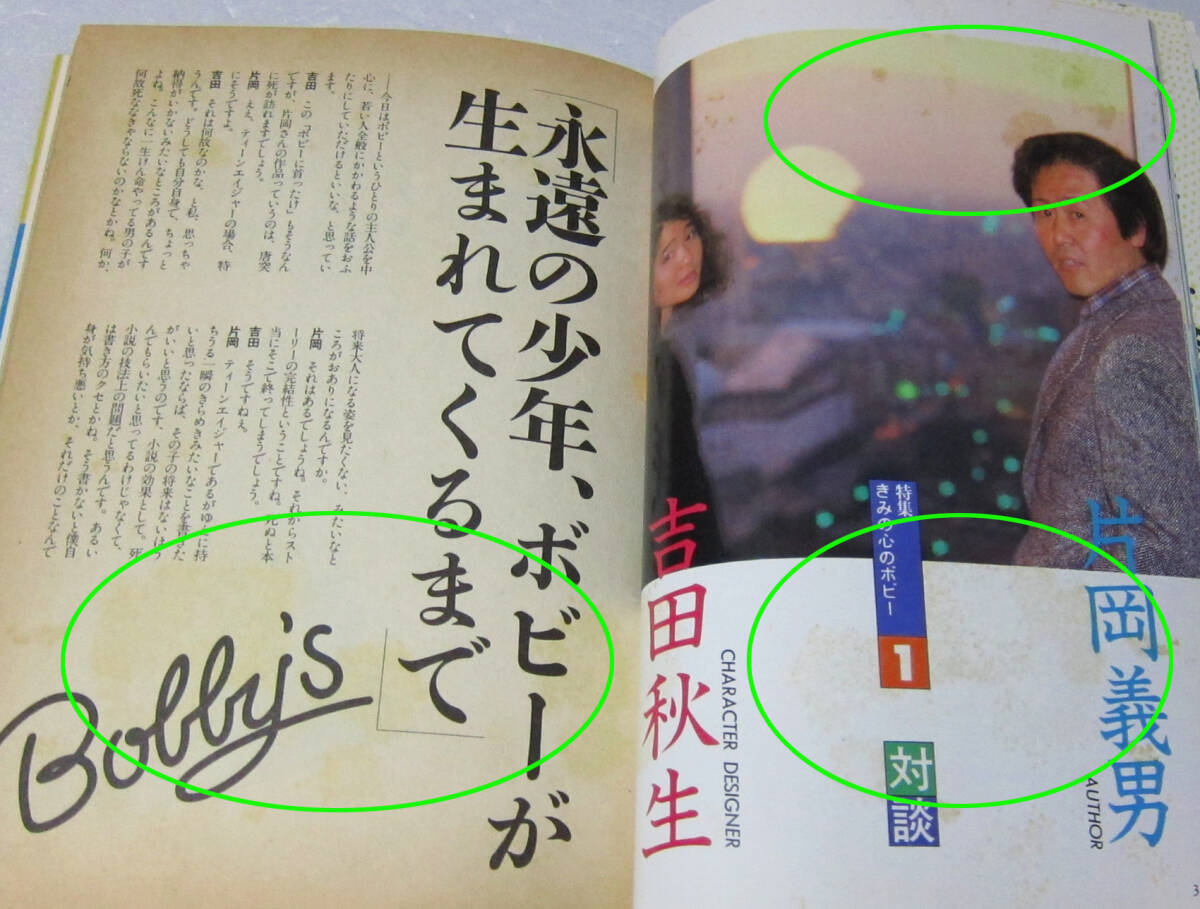 特集
きみの心のボビー
1
対談
片岡義男
AUTHOR
吉田秋生
CHARACTER DESIGNER
3
「永遠の少年、ボビーが
生まれてくるまで」
Bobby's
――今日はボビーというひとりの主人公を中
心に、若い人全般にかかわるような話をおふ
たりにしていただけるといいな、と思ってい
ます。
吉田 この「ボビーに首ったけ」もそうなん
ですが、片岡さんの作品っていうのは、唐突
に死が訪れますでしょう。
片岡 ええ、ティーンエイジャーの場合、特
にそうですよ。
吉田 それは何故なのかな、と私、思っちゃ
うんです。どうしても自分自身で、ちょっと
納得がいかないみたいなところがあるんです
よね。こんなに一生けん命やってる男の子が
何故死ななきゃならないのかなとかね。何か、
将来大人になる姿を見たくない、みたいなと
ころがおありになるんですか。
片岡 それはあるでしょうね。それからスト
ーリーの完結性ということですね。死ぬと本
当にそこで終ってしまうでしょう。
吉田 そうですねぇ。
片岡 ティーンエイジャーであるがゆえに持
ちうる一瞬のきらめきみたいなことを書きた
いと思ったならば、その子の将来はないほう
がいいと思うのです、小説の効果として。死
んでもらいたいと思ってるわけじゃなくて、
小説の技法上の問題だと思うんです。あるい
は書き方のクセとかね。そう書かないと僕自
身が気持ち悪いとか、それだけのことなんで